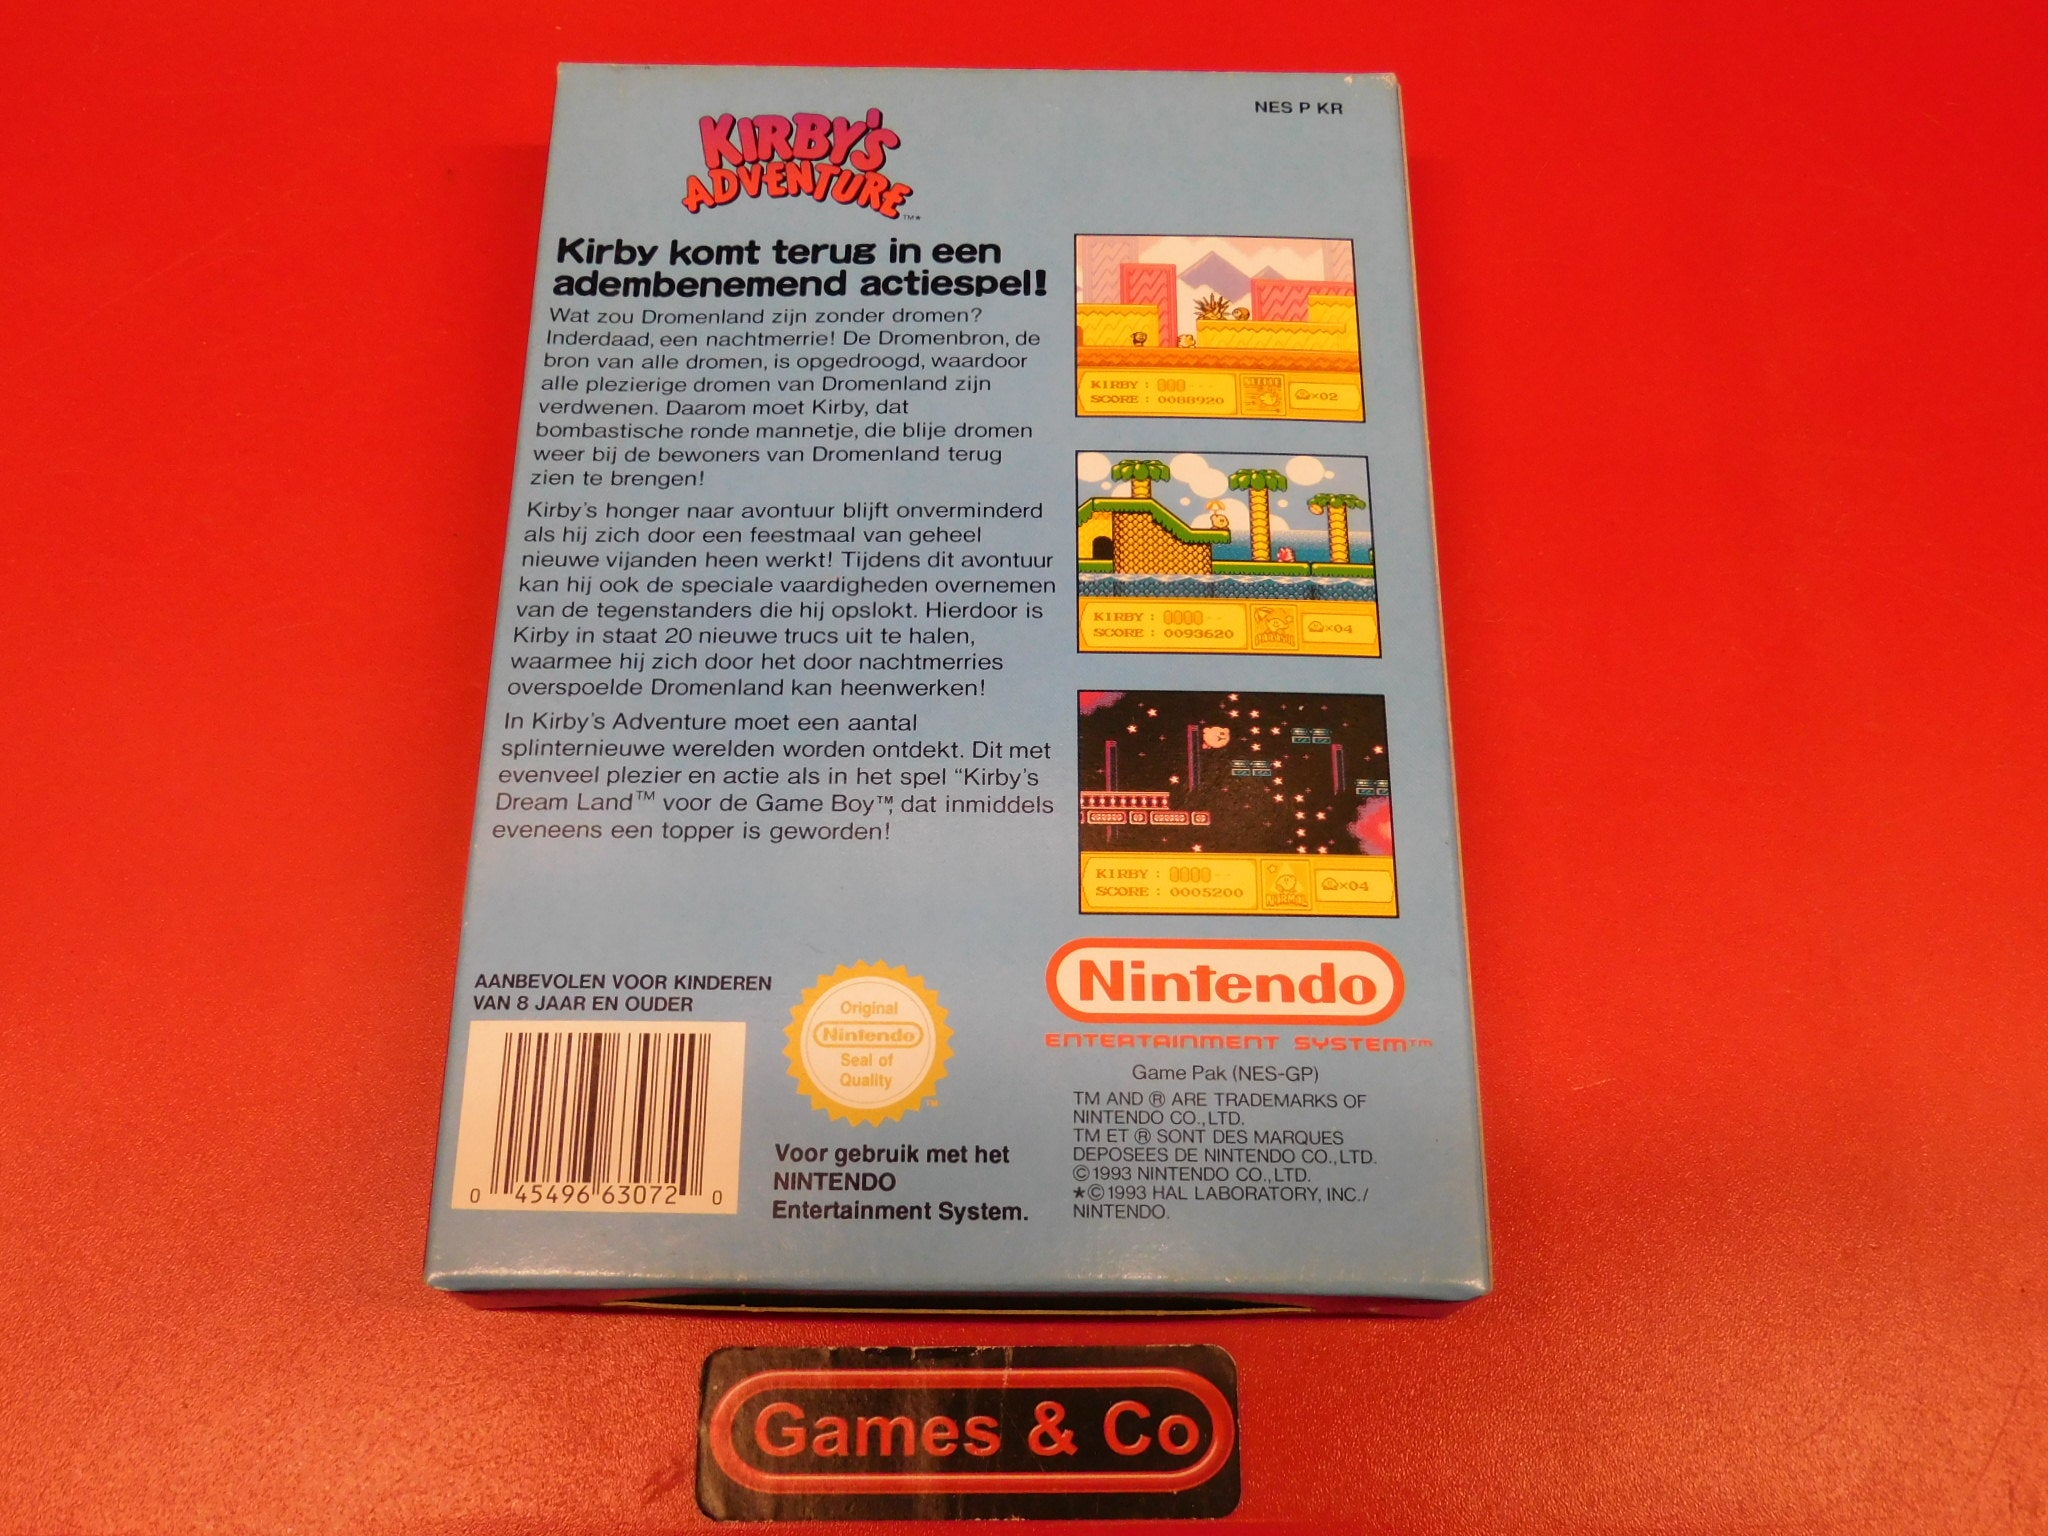 NES P KR
KIRBY'S
ADVENTURE
TM*
Kirby komt terug in een
adembenemend actiespel!
Wat zou Dromenland zijn zonder dromen?
Inderdaad, een nachtmerrie! De Dromenbron, de
bron van alle dromen, is opgedroogd, waardoor
alle plezierige dromen van Dromenland zijn
verdwenen. Daarom moet Kirby, dat
bombastische ronde mannetje, die blije dromen
weer bij de bewoners van Dromenland terug
zien te brengen!
Kirby's honger naar avontuur blijft onverminderd
als hij zich door een feestmaal van geheel
nieuwe vijanden heen werkt! Tijdens dit avontuur
kan hij ook de speciale vaardigheden overnemen
van de tegenstanders die hij opslokt. Hierdoor is
Kirby in staat 20 nieuwe trucs uit te halen,
waarmee hij zich door het door nachtmerries
overspoelde Dromenland kan heenwerken!
In Kirby's Adventure moet een aantal
splinternieuwe werelden worden ontdekt. Dit met
evenveel plezier en actie als in het spel “Kirby's
Dream Land™ voor de Game Boy™, dat inmiddels
eveneens een topper is geworden!
KIRBY :
SCORE : 0088920
×02
KIRBY :
SCORE : 0093620
×04
KIRBY :
SCORE : 0005200
NORMAL
×04
AANBEVOLEN VOOR KINDEREN
VAN 8 JAAR EN OUDER
0 45496 63072 0
Original
Nintendo
Seal of
Quality
TM
Voor gebruik met het
NINTENDO
Entertainment System.
Nintendo
ENTERTAINMENT SYSTEM™
Game Pak (NES-GP)
TM AND ® ARE TRADEMARKS OF
NINTENDO CO., LTD.
TM ET ® SONT DES MARQUES
DEPOSEES DE NINTENDO CO., LTD.
©1993 NINTENDO CO., LTD.
★©1993 HAL LABORATORY, INC./
NINTENDO.
Games & Co